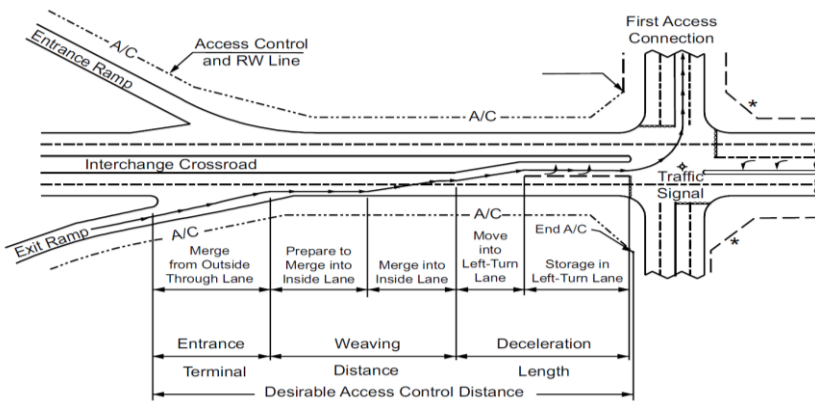 First Access
Connection
A/C
Access Control
and RW Line
Entrance Ramp
A/C
*
Interchange Crossroad
Traffic
Signal
A/C
Exit Ramp
A/C
End A/C
*
Merge
from Outside
Through Lane
Prepare to
Merge into
Inside Lane
Merge into
Inside Lane
Move
into
Left-Turn
Lane
Storage in
Left-Turn Lane
Entrance
Terminal
Weaving
Distance
Deceleration
Length
Desirable Access Control Distance